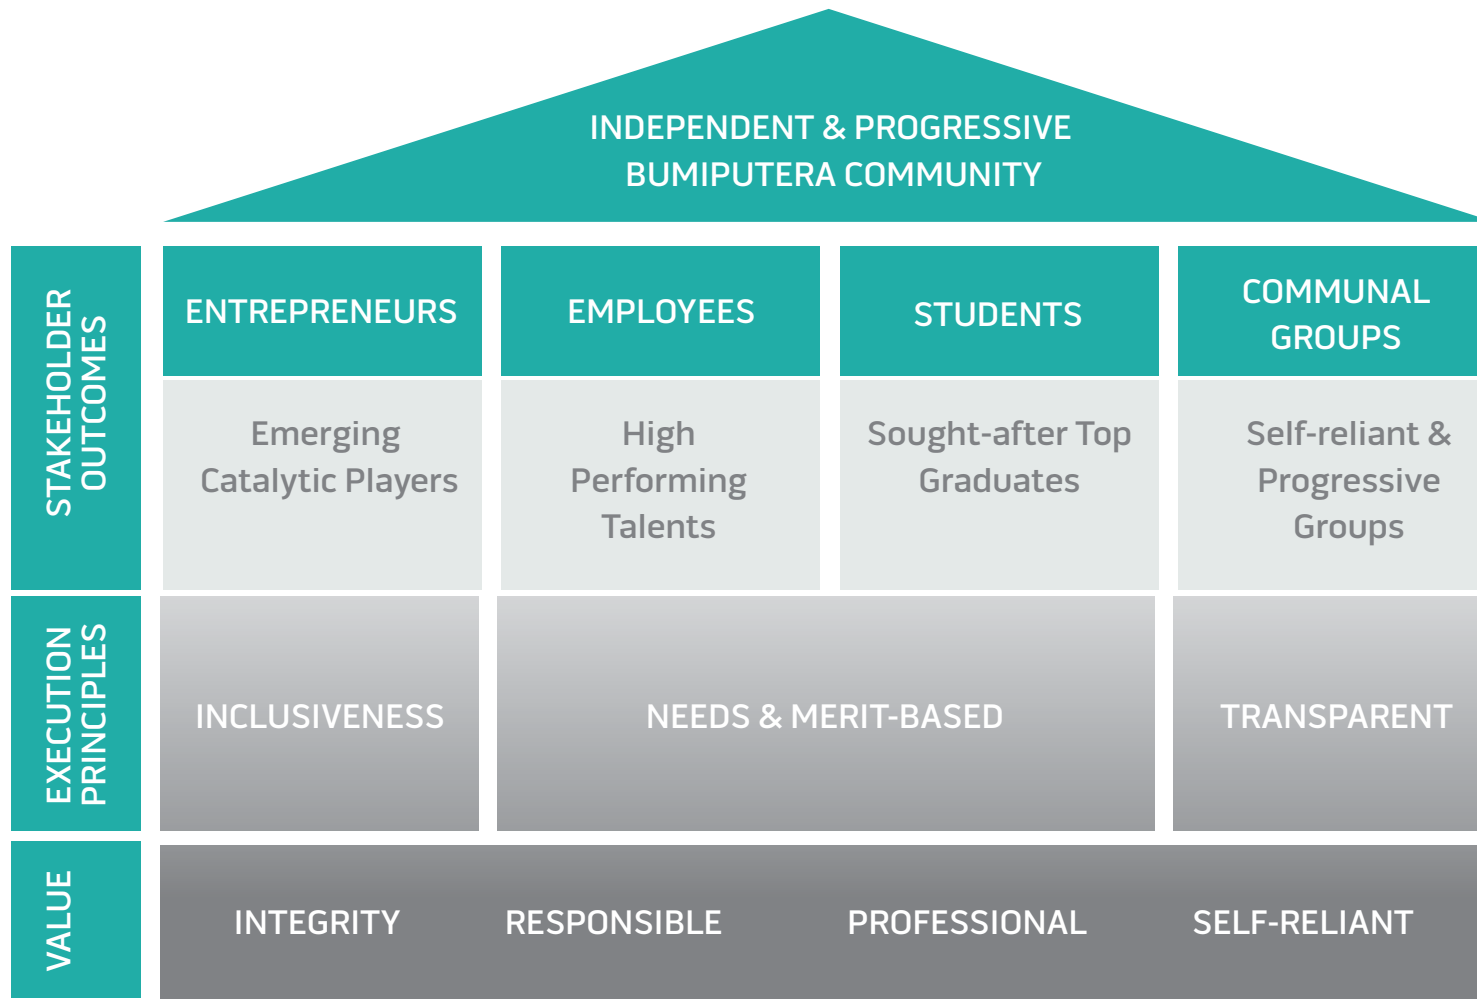 INDEPENDENT & PROGRESSIVE
BUMIPUTERA COMMUNITY
STAKEHOLDER
OUTCOMES
ENTREPRENEURS
EMPLOYEES
STUDENTS
COMMUNAL
GROUPS
Emerging
Catalytic Players
High
Performing
Talents
Sought-after Top
Graduates
Self-reliant &
Progressive
Groups
EXECUTION
PRINCIPLES
INCLUSIVENESS
NEEDS & MERIT-BASED
TRANSPARENT
VALUE
INTEGRITY
RESPONSIBLE
PROFESSIONAL
SELF-RELIANT